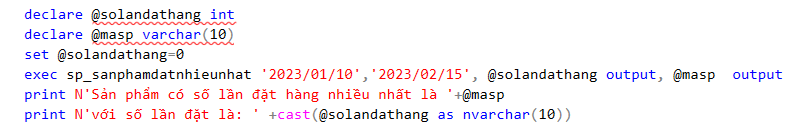 declare @solandathang int
declare @masp varchar(10)
set @solandathang=0
exec sp_sanphamdatnhieunhat '2023/01/10','2023/02/15', @solandathang output, @masp  output
print N'Sản phẩm có số lần đặt hàng nhiều nhất là '+@masp
print N'với số lần đặt là: ' +cast(@solandathang as nvarchar(10))